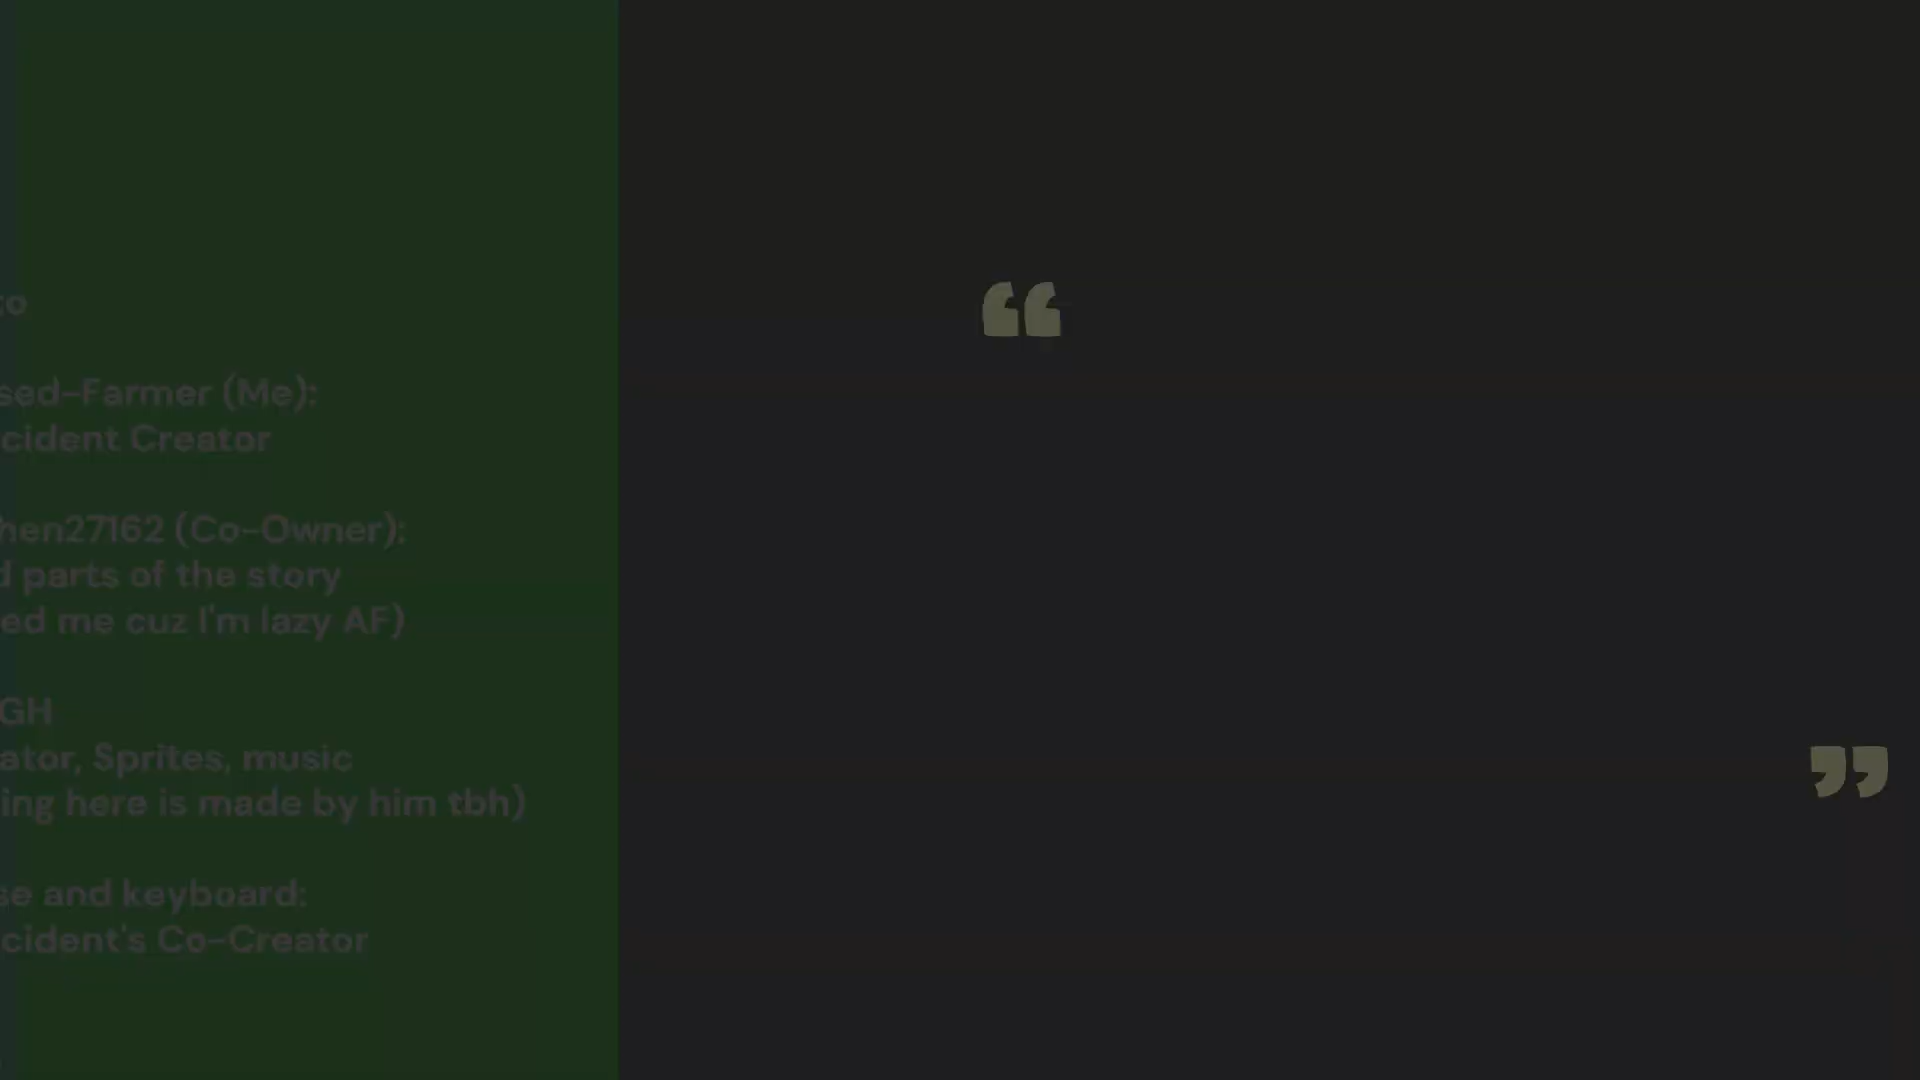 to
sed-Farmer (Me):
cident Creator
hen27162 (Co-Owner):
d parts of the story
ed me cuz I'm lazy AF)
GH
ator, Sprites, music
ing here is made by him tbh)
se and keyboard:
cident's Co-Creator
“
”